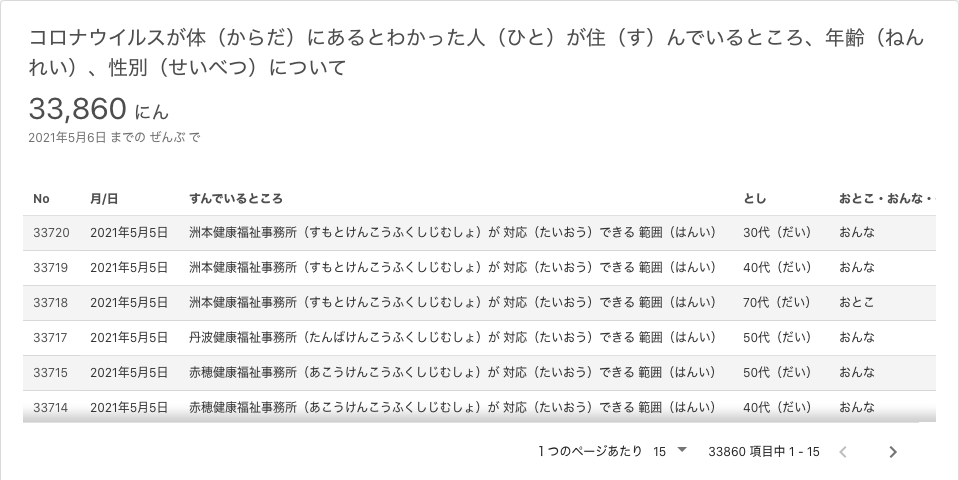 コロナウイルスが体（からだ）にあるとわかった人（ひと）が住（す）んでいるところ、年齢（ねん
れい）、性別（せいべつ）について
33,860 にん
2021年5月6日 までの ぜんぶ で
No 月/日 すんでいるところ とし おとこ・おんな・
33720 2021年5月5日 洲本健康福祉事務所（すもとけんこうふくしじむしょ）が 対応（たいおう）できる 範囲（はんい） 30代（だい） おんな
33719 2021年5月5日 洲本健康福祉事務所（すもとけんこうふくしじむしょ）が 対応（たいおう）できる 範囲（はんい） 40代（だい） おんな
33718 2021年5月5日 洲本健康福祉事務所（すもとけんこうふくしじむしょ）が 対応（たいおう）できる 範囲（はんい） 70代（だい） おとこ
33717 2021年5月5日 丹波健康福祉事務所（たんばけんこうふくしじむしょ）が 対応（たいおう）できる 範囲（はんい） 50代（だい） おんな
33715 2021年5月5日 赤穂健康福祉事務所（あこうけんこうふくしじむしょ）が 対応（たいおう）できる 範囲（はんい） 50代（だい） おんな
33714 2021年5月5日 赤穂健康福祉事務所（あこうけんこうふくしじむしょ）が 対応（たいおう）できる 範囲（はんい） 40代（だい） おんな
1 つのページあたり 15 33860 項目中 1 - 15